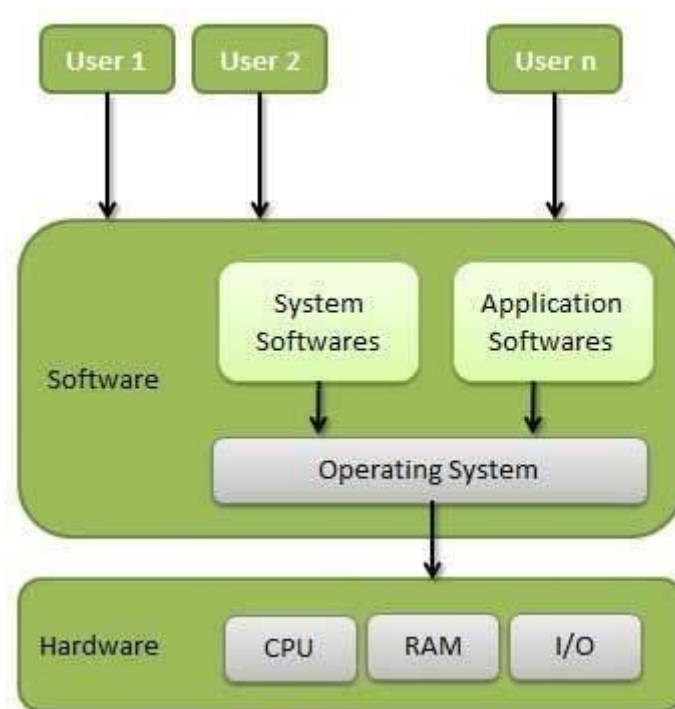 User 1
User 2
User n
System
Softwares
Application
Softwares
Software
Operating System
Hardware
CPU
RAM
I/O